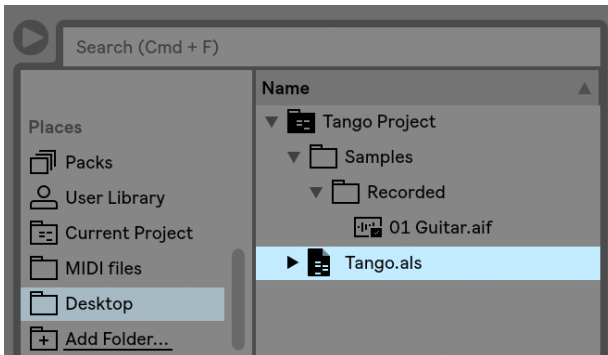 Search (Cmd + F)
Name
Places
Tango Project
Packs
Samples
User Library
Recorded
Current Project
01 Guitar.aif
MIDI files
Tango.als
Desktop
Add Folder...